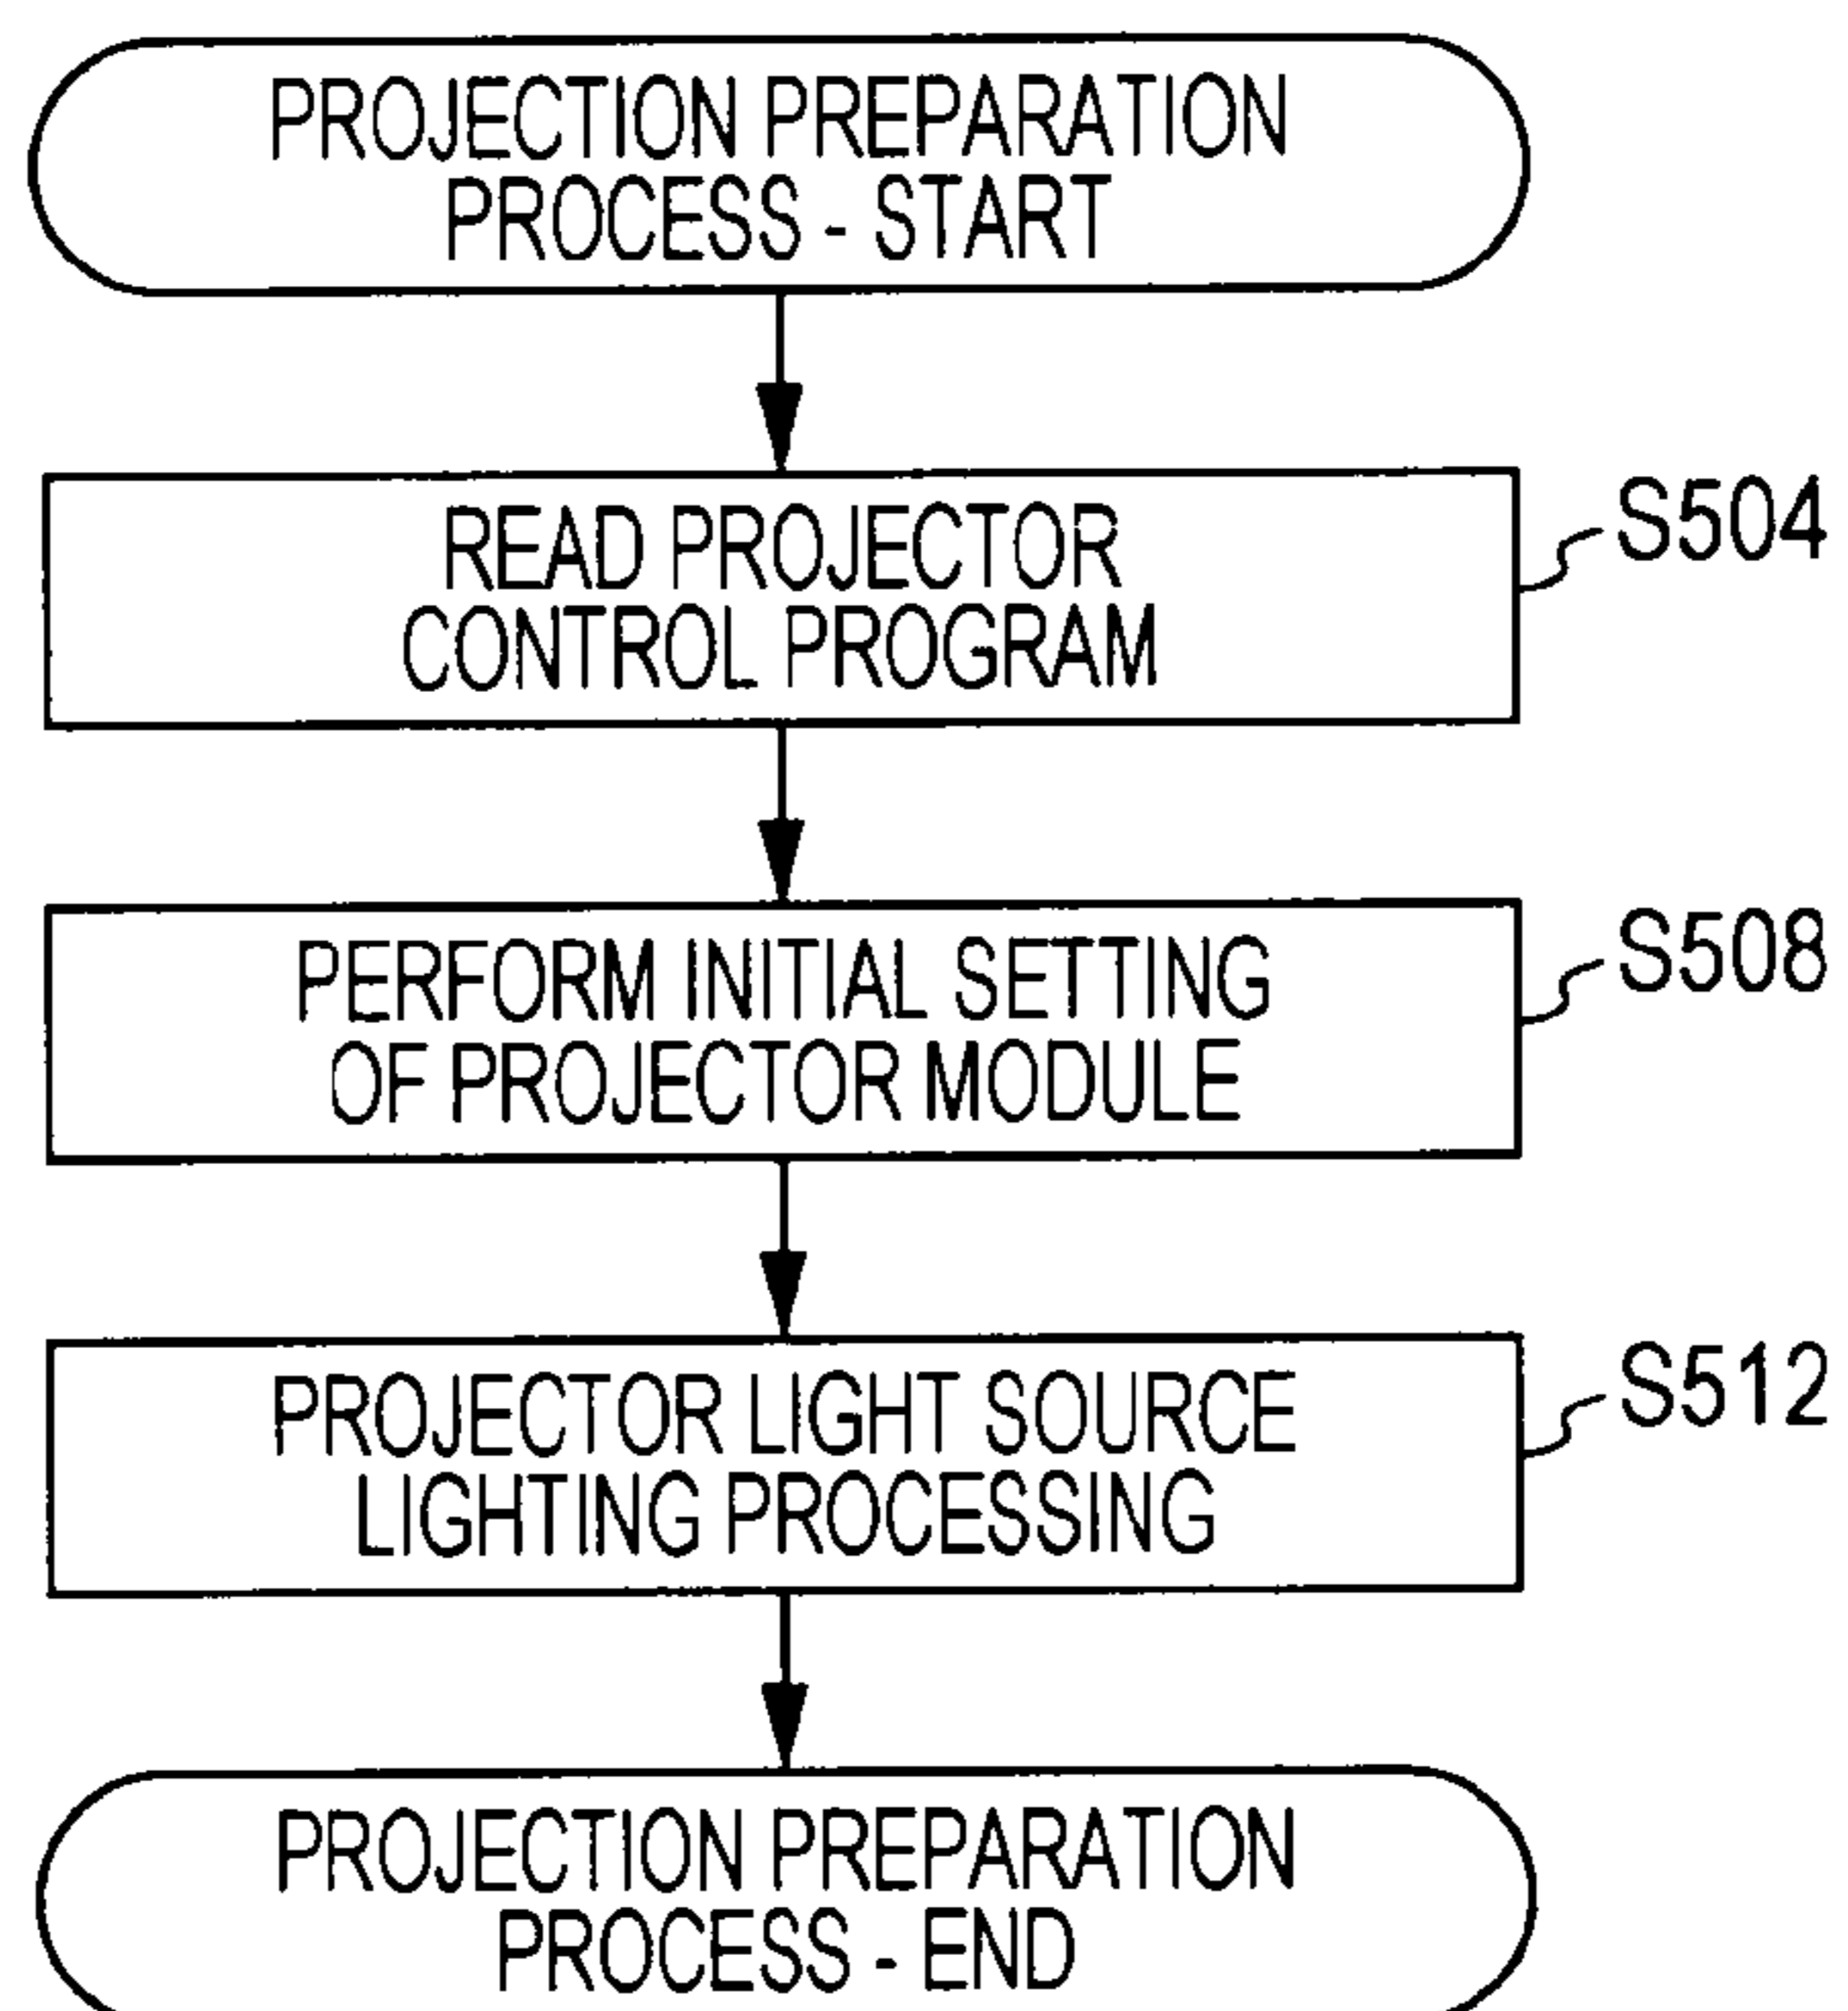 PROJECTION PREPARATION
PROCESS - START
READ PROJECTOR
CONTROL PROGRAM
S504
PERFORM INITIAL SETTING
OF PROJECTOR MODULE
S508
PROJECTOR LIGHT SOURCE
LIGHTING PROCESSING
S512
PROJECTION PREPARATION
PROCESS - END